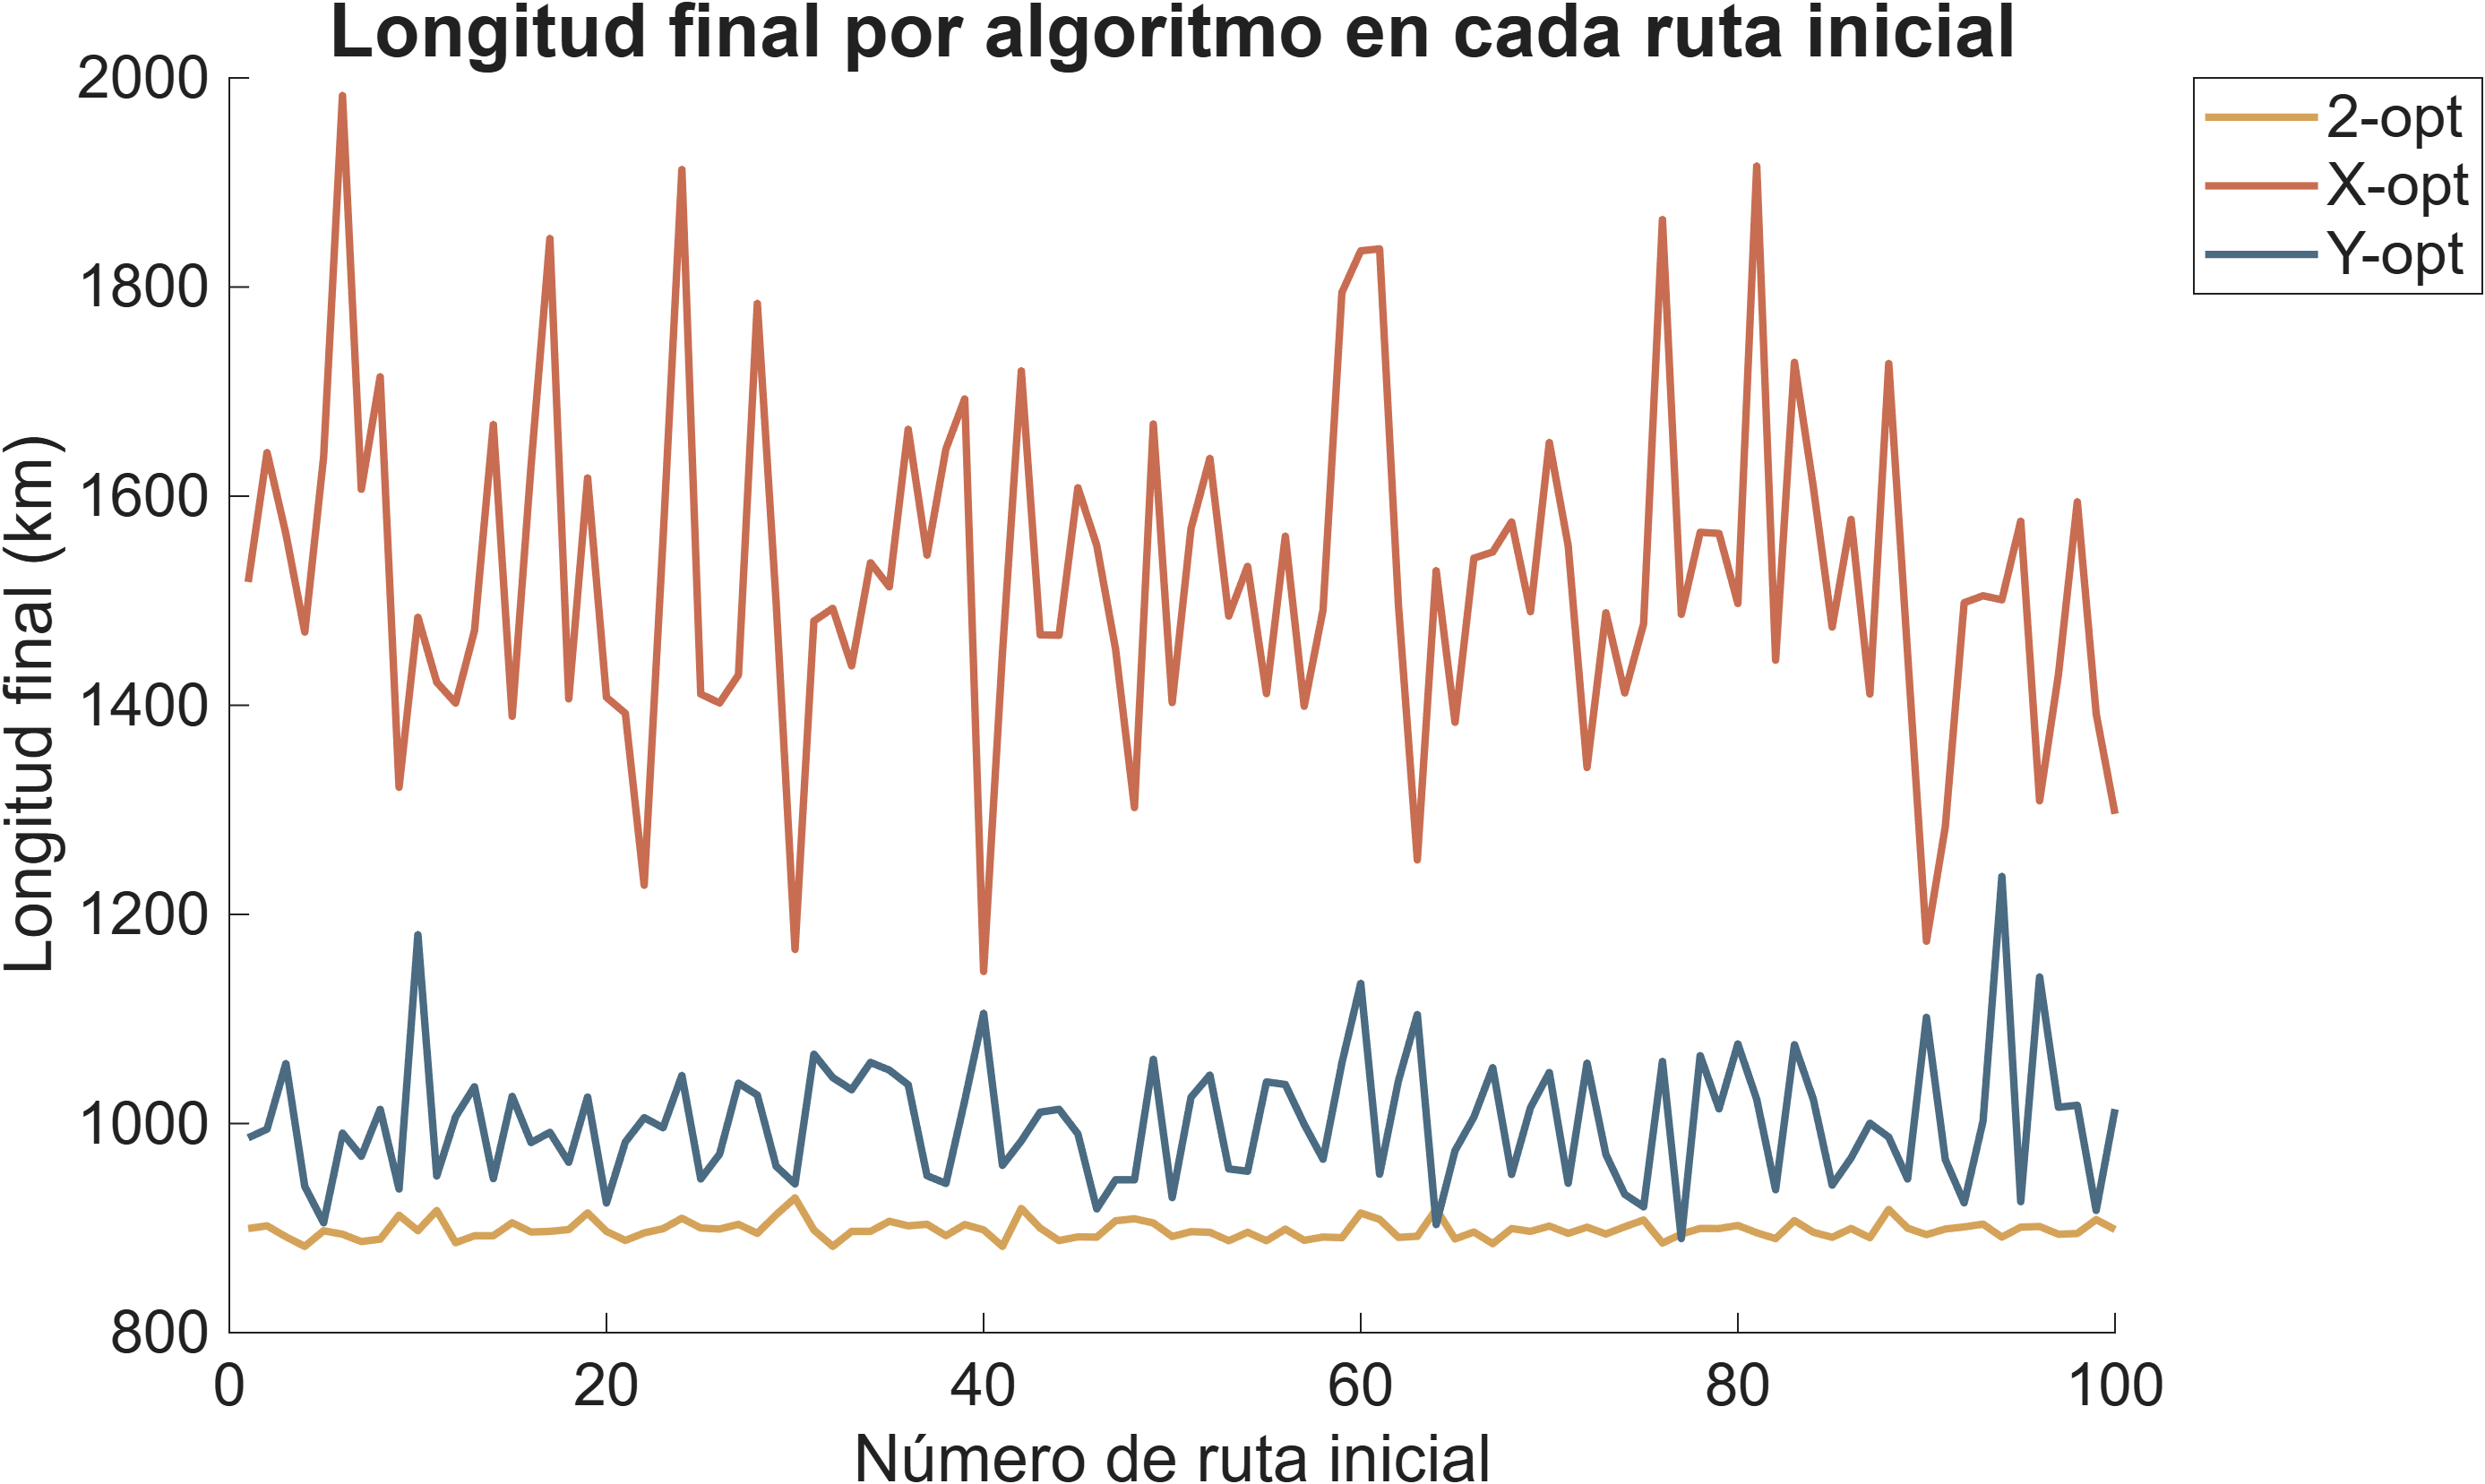 Longitud final por algoritmo en cada ruta inicial
2-opt
X-opt
Y-opt
Longitud final (km)
2000
1800
1600
1400
1200
1000
800
0 20 40 60 80 100
Número de ruta inicial